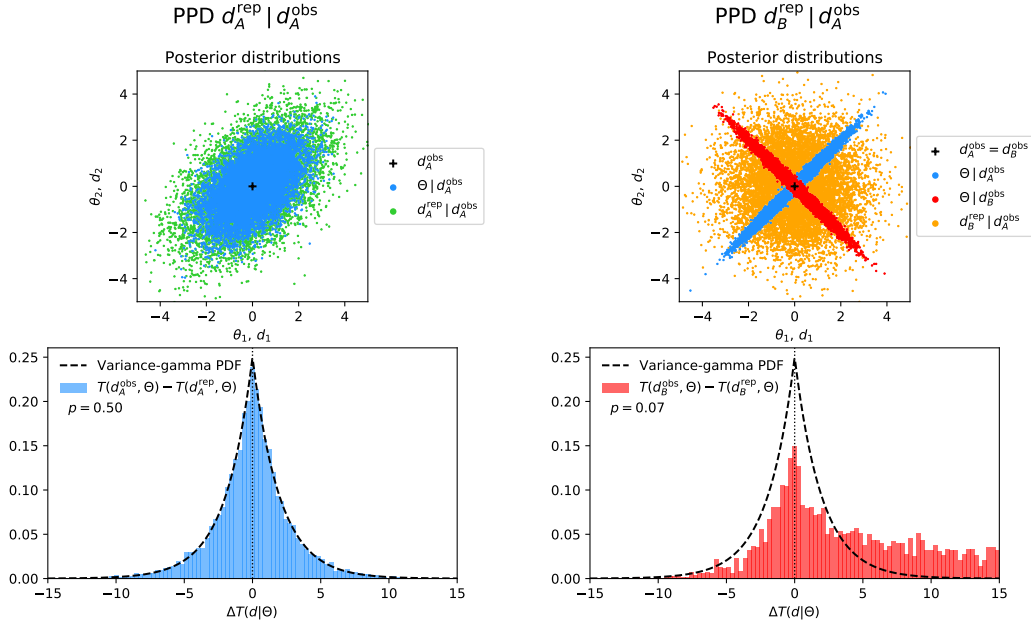 PPD d_A^rep | d_A^obs
Posterior distributions
4
2
0
−2
−4
θ₂, d₂
−4 −2 0 2 4
θ₁, d₁
d_A^obs
Θ | d_A^obs
d_A^rep | d_A^obs
PPD d_B^rep | d_A^obs
Posterior distributions
4
2
0
−2
−4
θ₂, d₂
−4 −2 0 2 4
θ₁, d₁
d_A^obs = d_B^obs
Θ | d_A^obs
Θ | d_B^obs
d_B^rep | d_A^obs
0.25
0.20
0.15
0.10
0.05
0.00
Variance-gamma PDF
T(d_A^obs, Θ) − T(d_A^rep, Θ)
p = 0.50
−15 −10 −5 0 5 10 15
ΔT(d|Θ)
0.25
0.20
0.15
0.10
0.05
0.00
Variance-gamma PDF
T(d_B^obs, Θ) − T(d_B^rep, Θ)
p = 0.07
−15 −10 −5 0 5 10 15
ΔT(d|Θ)